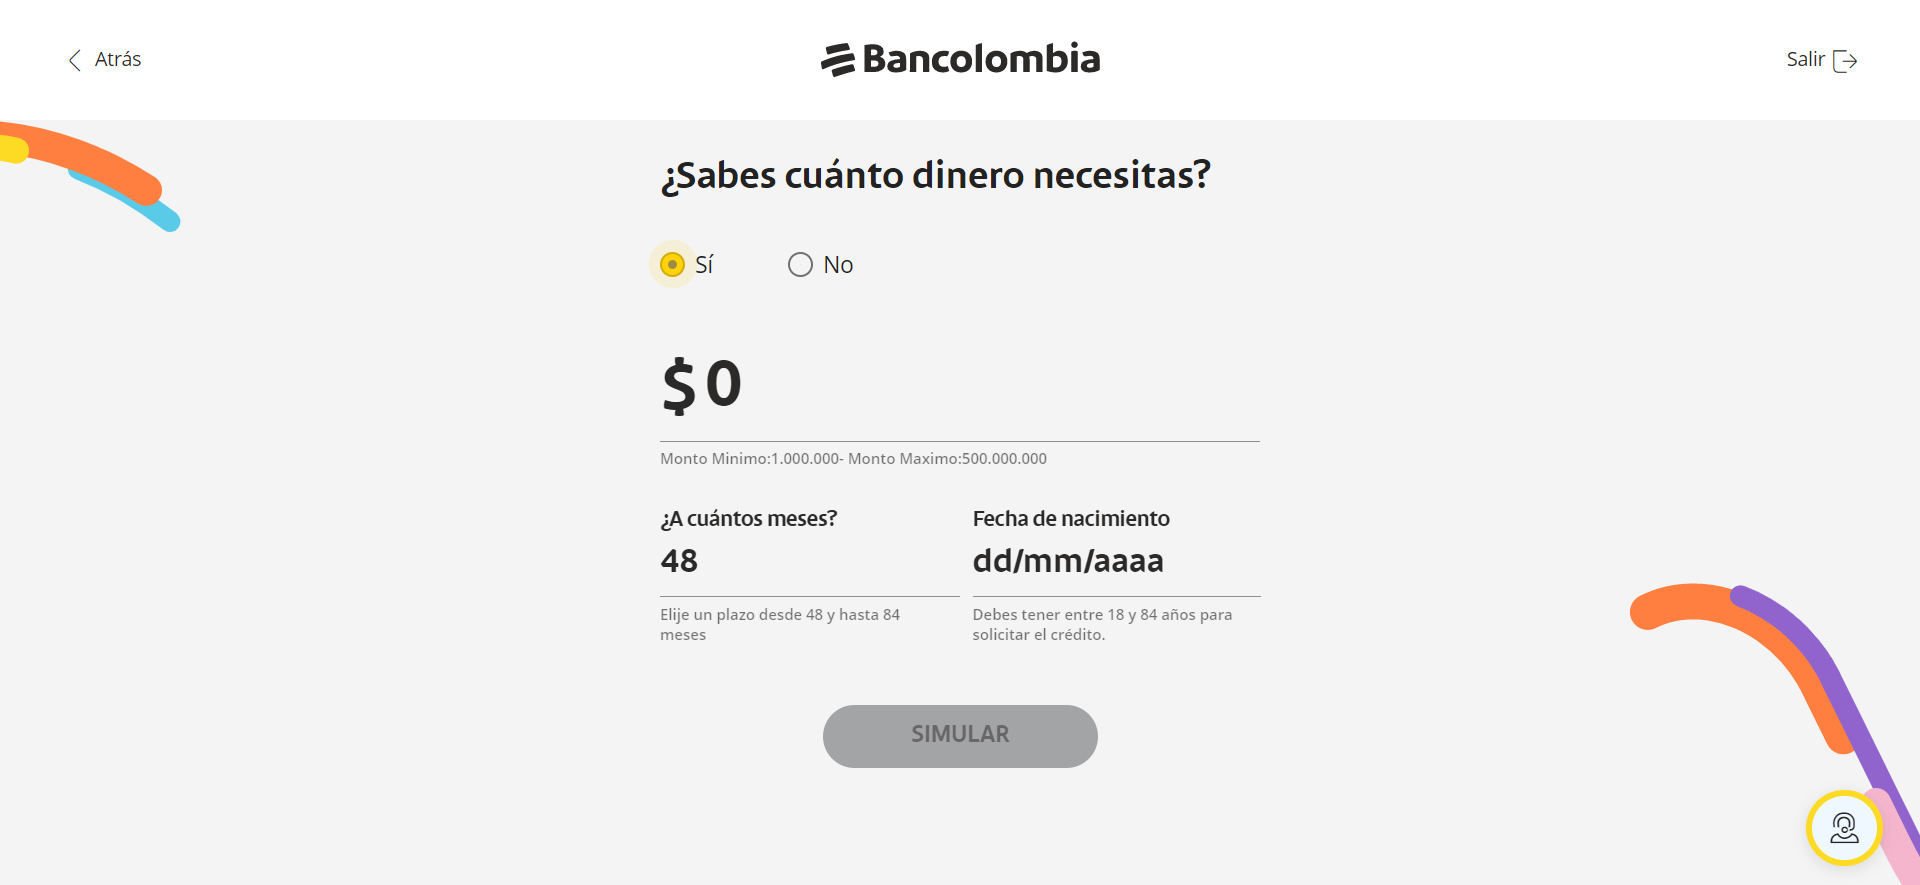 Atrás
Bancolombia
Salir
¿Sabes cuánto dinero necesitas?
Sí
No
$ 0
Monto Minimo:1.000.000- Monto Maximo:500.000.000
¿A cuántos meses?
48
Elije un plazo desde 48 y hasta 84
meses
Fecha de nacimiento
dd/mm/aaaa
Debes tener entre 18 y 84 años para
solicitar el crédito.
SIMULAR